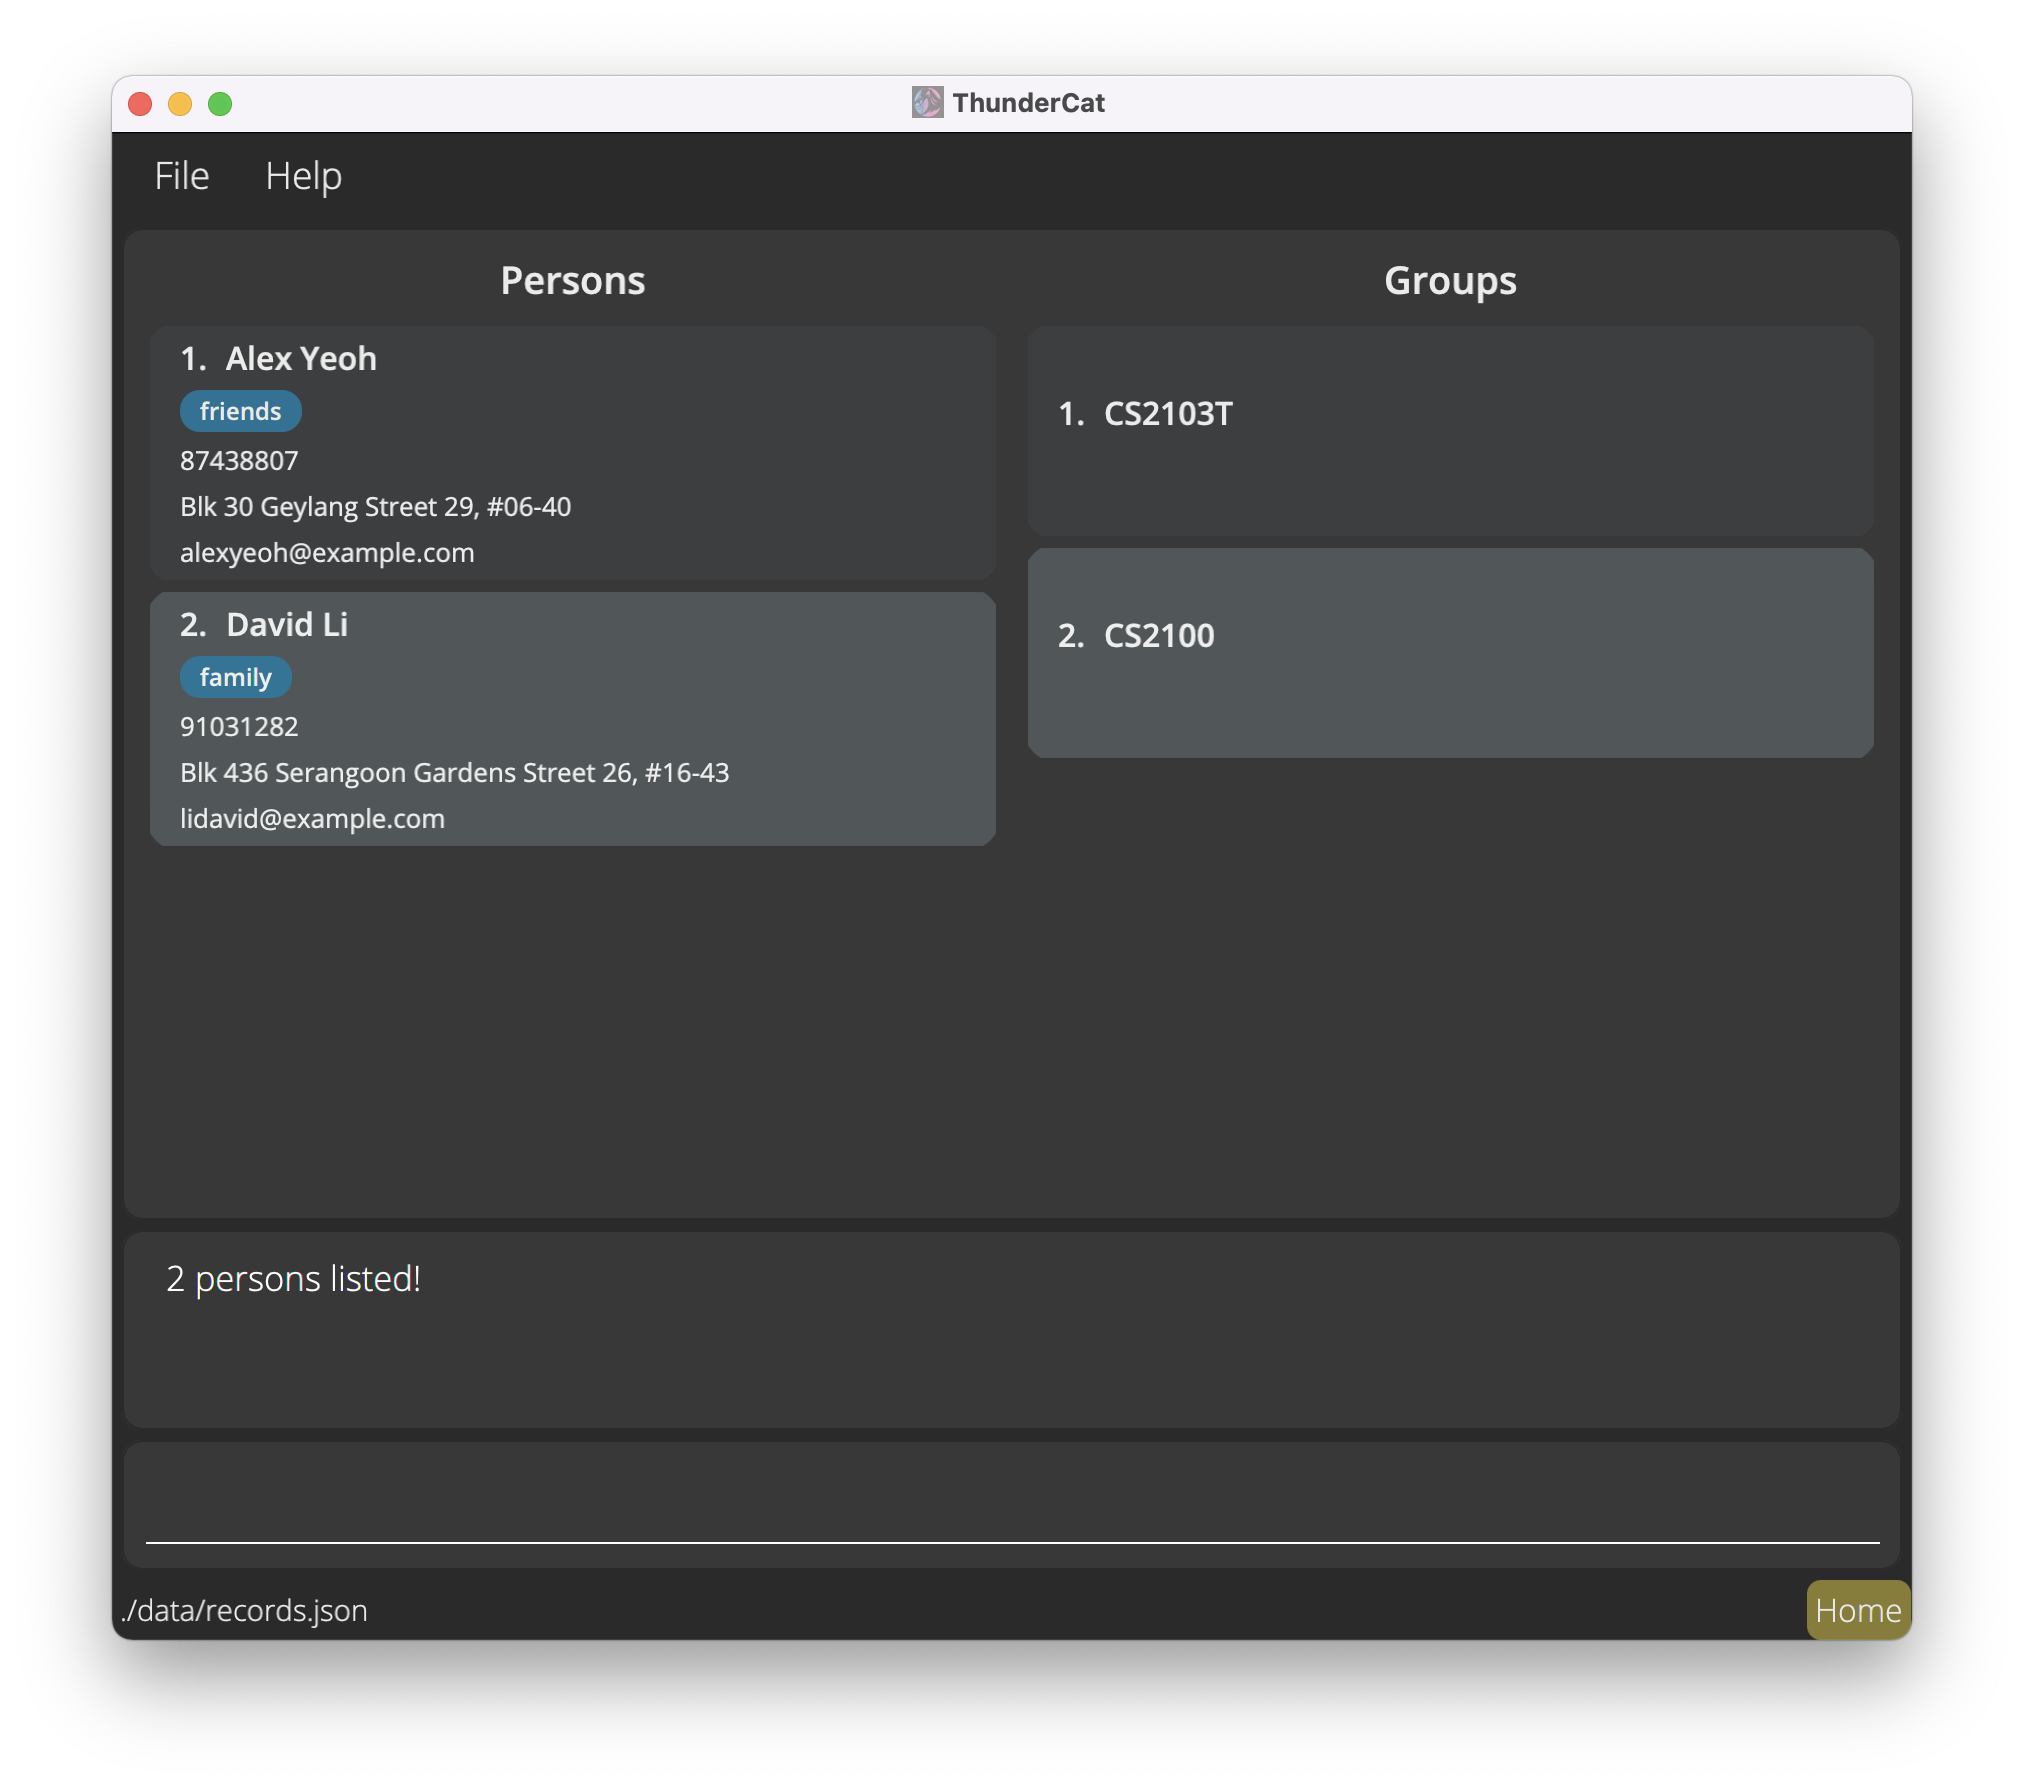 ThunderCat
File Help
Persons
1. Alex Yeoh
friends
87438807
Blk 30 Geylang Street 29, #06-40
alexyeoh@example.com
2. David Li
family
91031282
Blk 436 Serangoon Gardens Street 26, #16-43
lidavid@example.com
Groups
1. CS2103T
2. CS2100
2 persons listed!
./data/records.json
Home